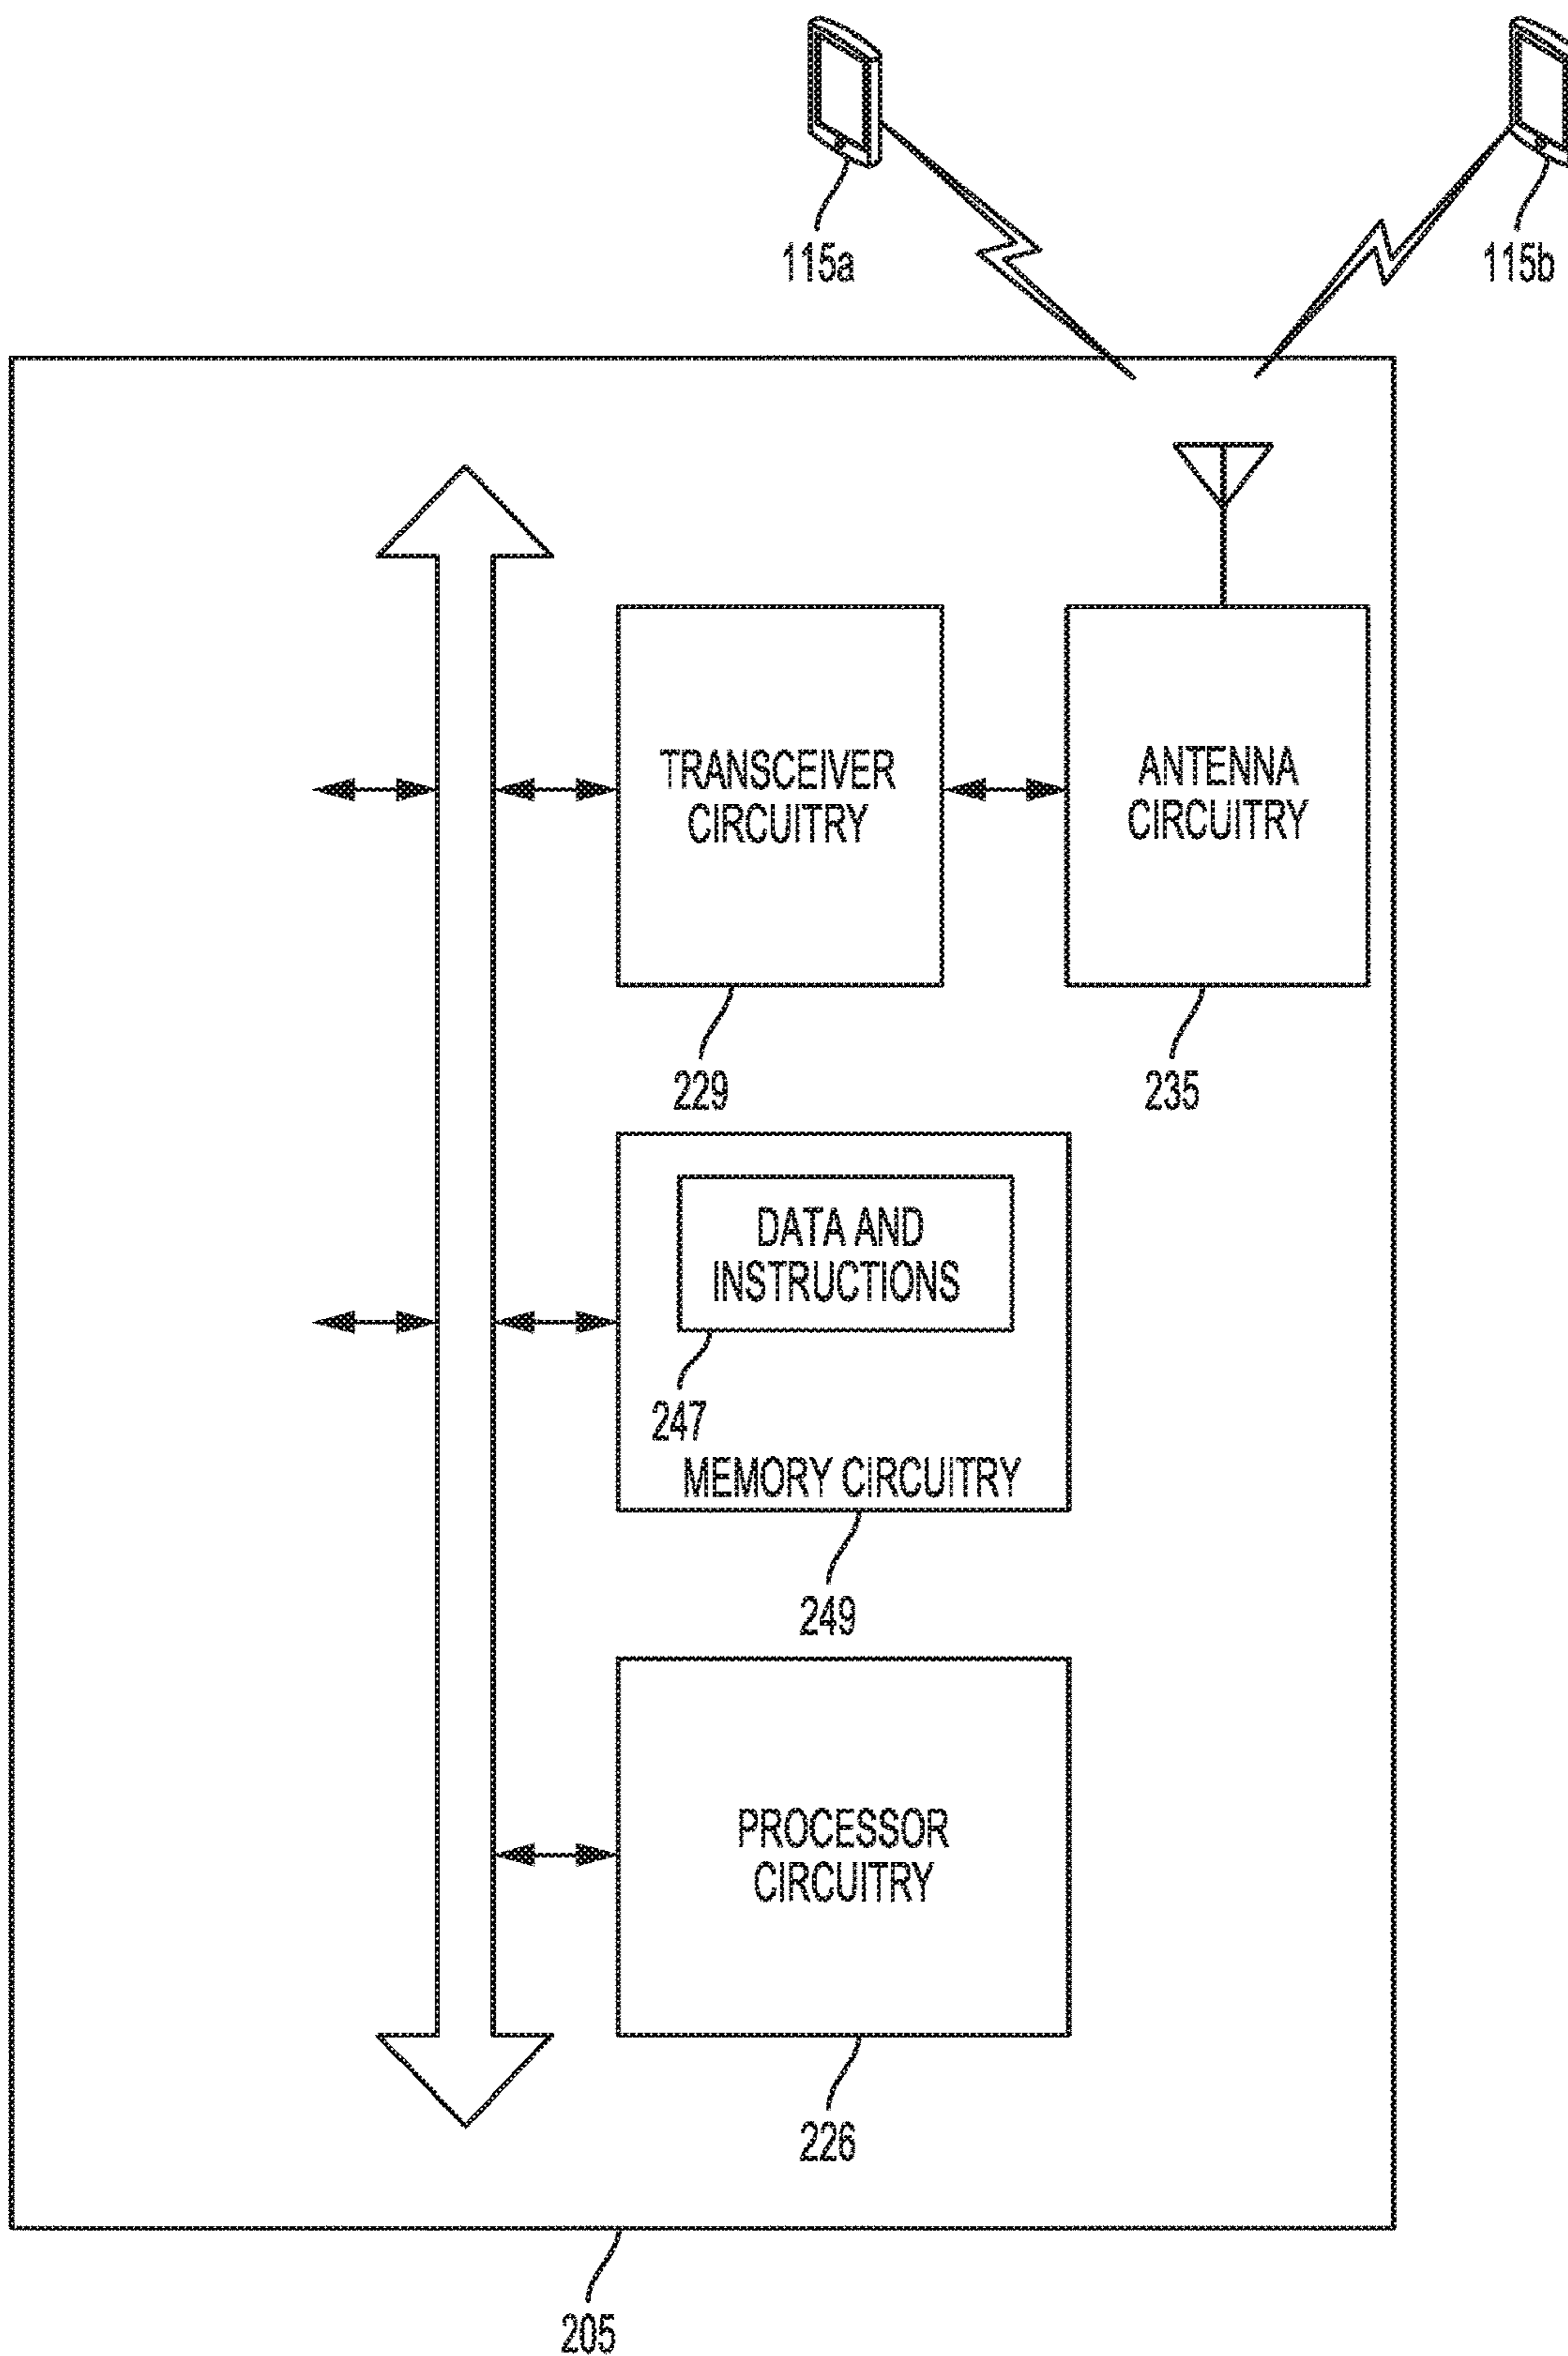 115a
115b
TRANSCEIVER
CIRCUITRY
ANTENNA
CIRCUITRY
229
235
DATA AND
INSTRUCTIONS
247
MEMORY CIRCUITRY
249
PROCESSOR
CIRCUITRY
226
205